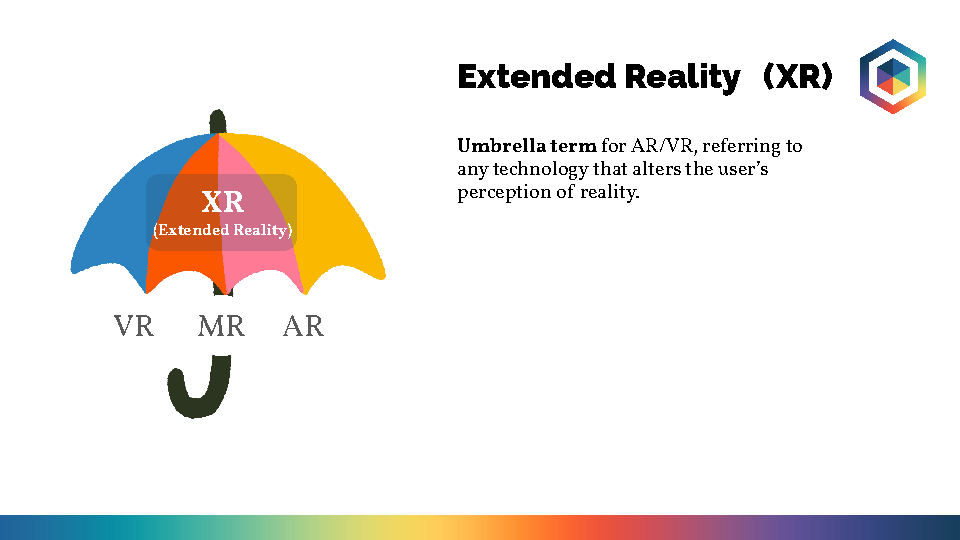 Extended Reality (XR)
Umbrella term for AR/VR, referring to
any technology that alters the user’s
perception of reality.
XR
(Extended Reality)
VR MR AR